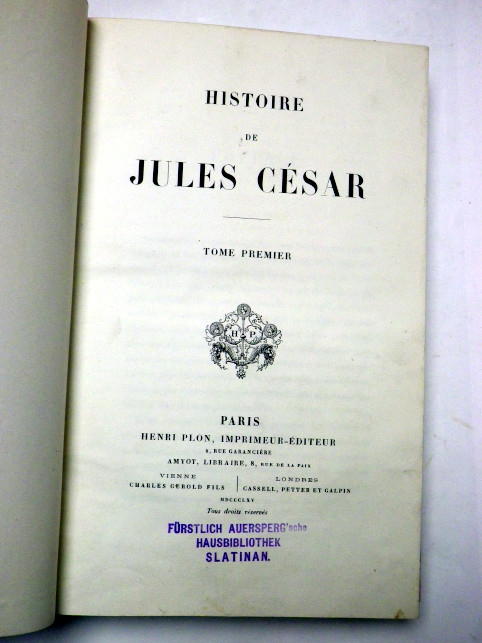 HISTOIRE
DE
JULES CÉSAR
TOME PREMIER
H P
PARIS
HENRI PLON, IMPRIMEUR-ÉDITEUR
8, RUE GARANCIÈRE
AMYOT, LIBRAIRE, 8, RUE DE LA PAIX
VIENNE
CHARLES GEROLD FILS
LONDRES
CASSELL, PETTER ET GALPIN
MDCCCLXV
Tous droits réservés
FÜRSTLICH AUERSPERG'sche
HAUSBIBLIOTHEK
SLATINAN.